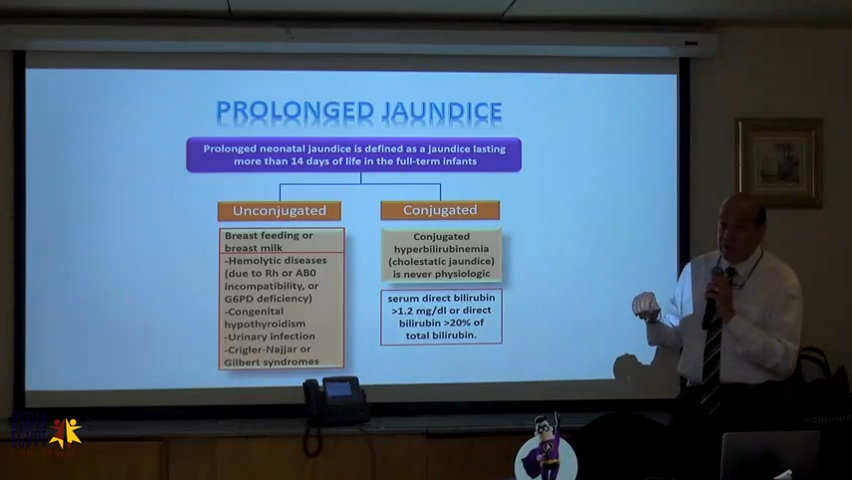 PROLONGED JAUNDICE
Prolonged neonatal jaundice is defined as a jaundice lasting
more than 14 days of life in the full-term infants
Unconjugated
Conjugated
Breast feeding or
breast milk
-Hemolytic diseases
(due to Rh or AB0
incompatibility, or
G6PD deficiency)
-Congenital
hypothyroidism
-Urinary infection
-Crigler-Najjar or
Gilbert syndromes
Conjugated
hyperbilirubinemia
(cholestatic jaundice)
is never physiologic
serum direct bilirubin
>1.2 mg/dl or direct
bilirubin >20% of
total bilirubin.